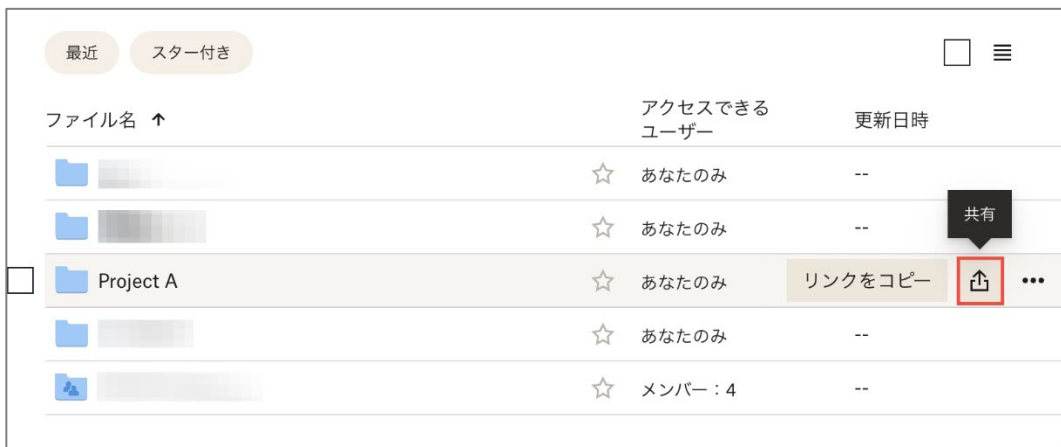 最近 スター付き
ファイル名 ↑ アクセスできる
ユーザー 更新日時
あなたのみ --
あなたのみ --
共有
Project A あなたのみ リンクをコピー •••
あなたのみ --
メンバー：4 --